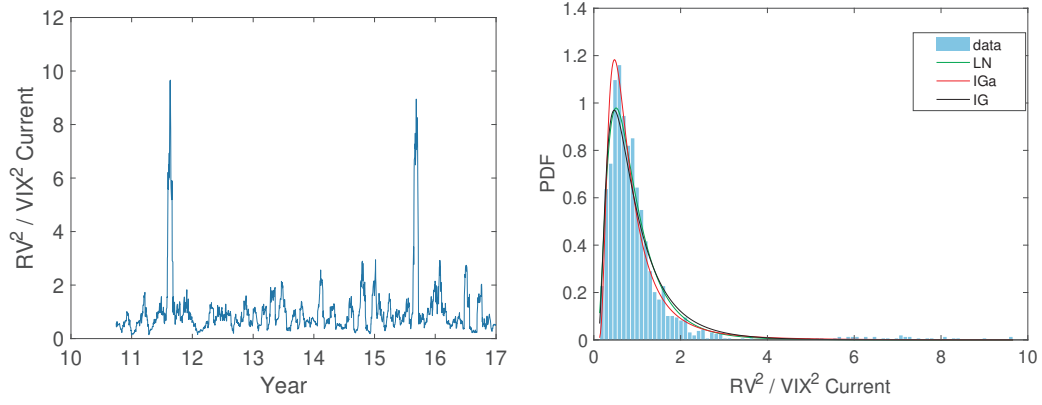 12
10
8
6
4
2
0
10 11 12 13 14 15 16 17
Year
RV² / VIX² Current
1.4
1.2
1
0.8
0.6
0.4
0.2
0
0 2 4 6 8 10
RV² / VIX² Current
PDF
data
LN
IGa
IG